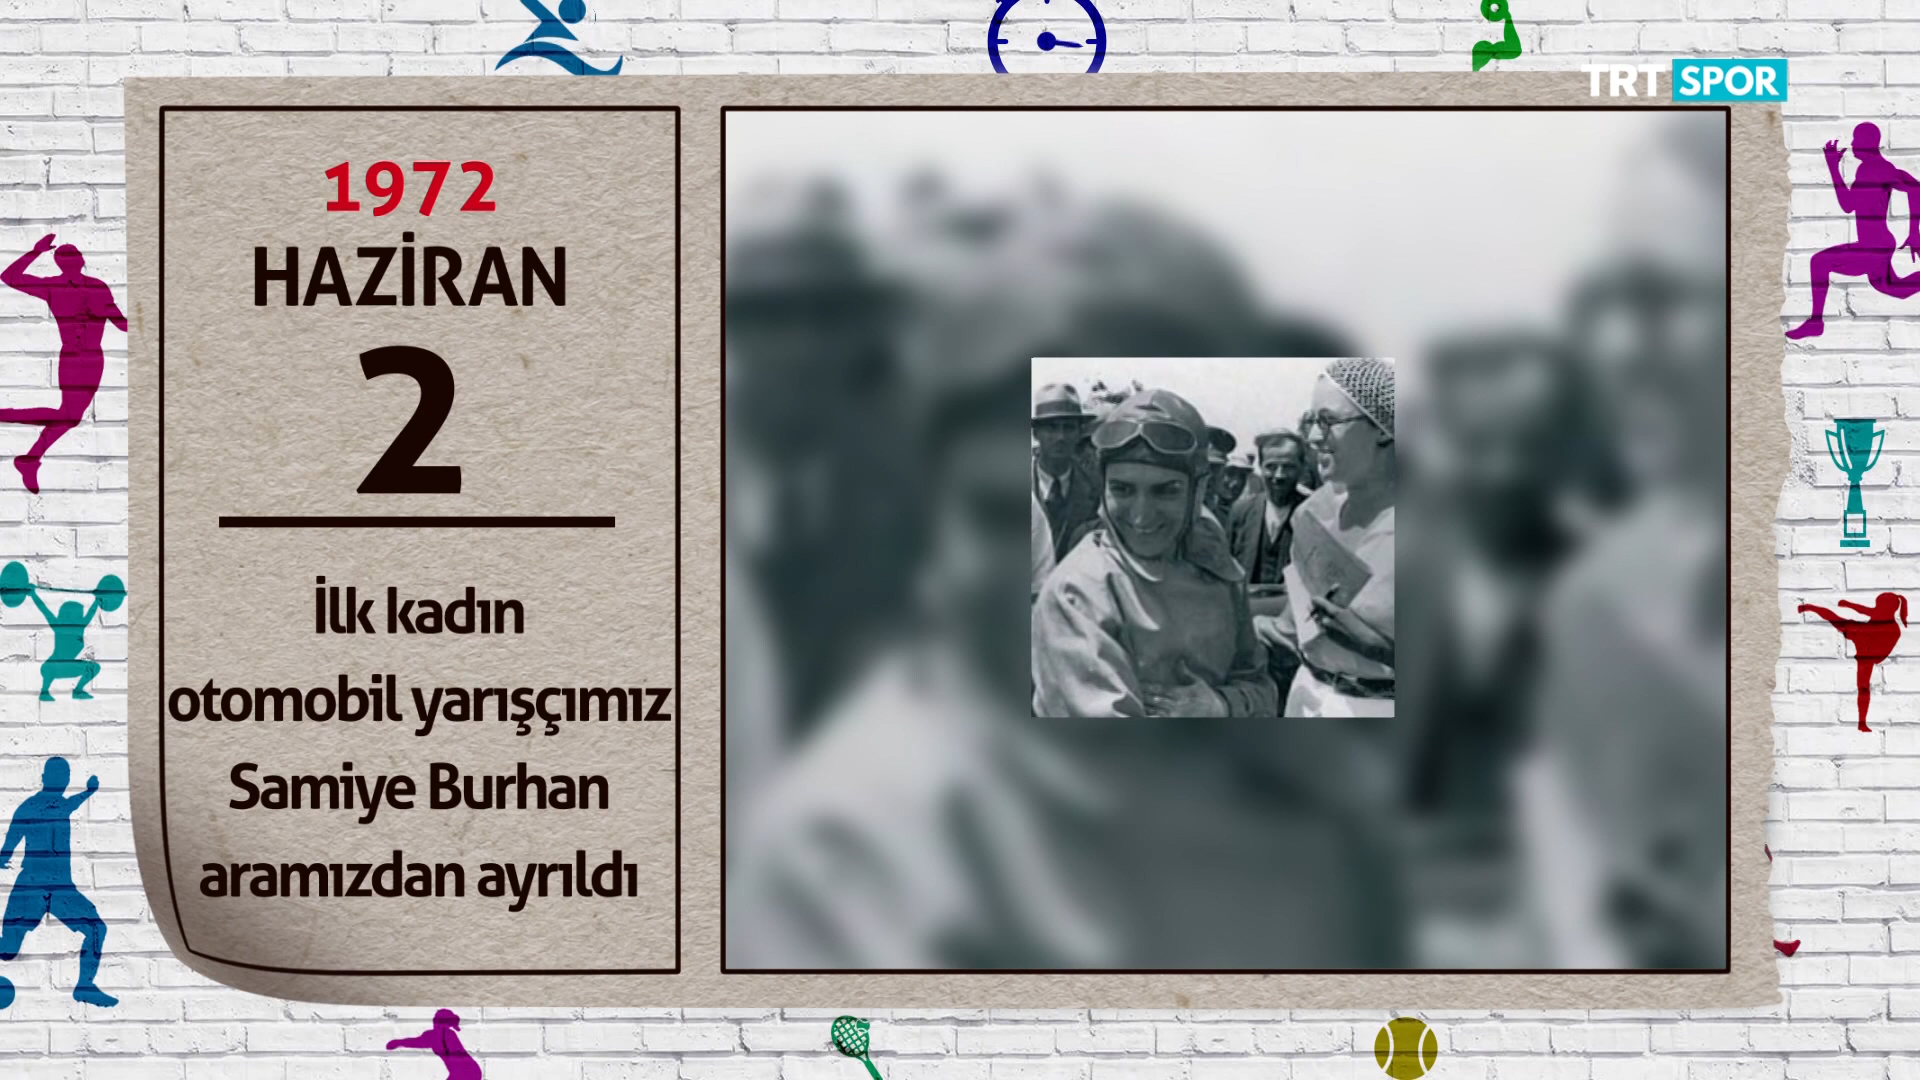 TRT SPOR
1972
HAZİRAN
2
İlk kadın
otomobil yarışçımız
Samiye Burhan
aramızdan ayrıldı